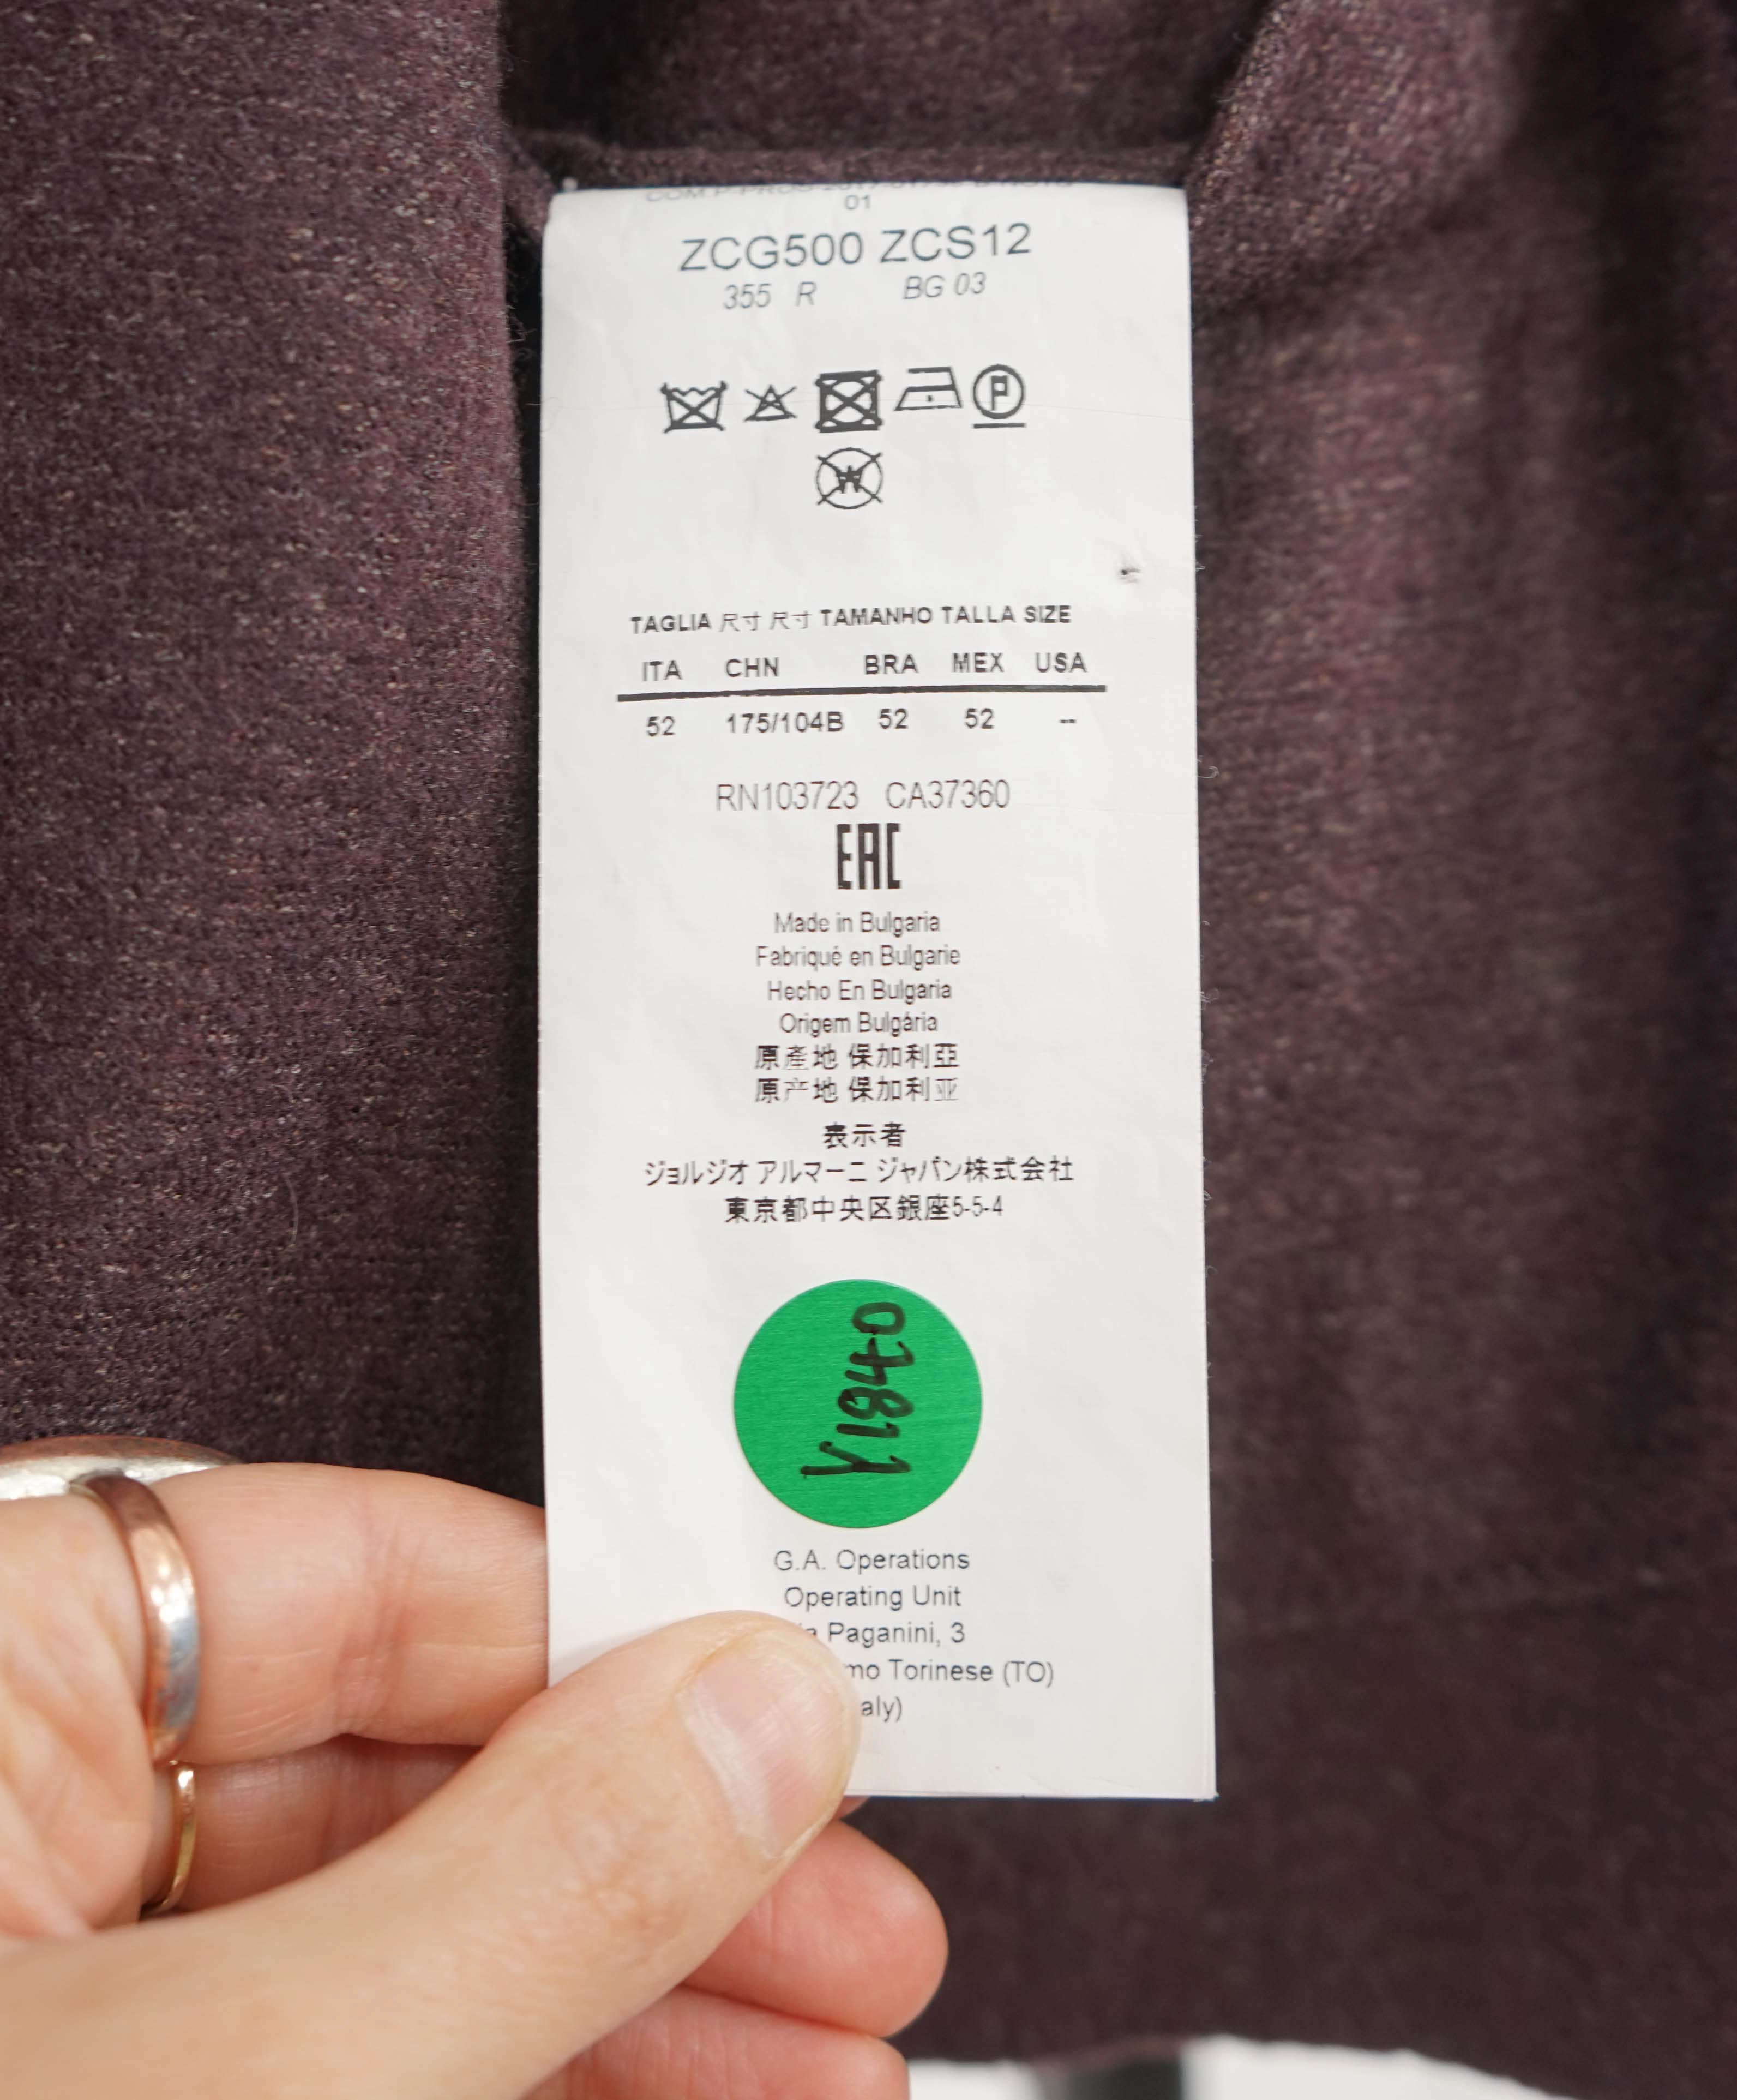 01
ZCG500 ZCS12
355 R BG 03
P
W
TAGLIA 尺寸 尺寸 TAMANHO TALLA SIZE
ITA CHN BRA MEX USA
52 175/104B 52 52 --
RN103723 CA37360
EAC
Made in Bulgaria
Fabriqué en Bulgarie
Hecho En Bulgaria
Origem Bulgária
原產地 保加利亞
原产地 保加利亚
表示者
ジョルジオ アルマーニ ジャパン株式会社
東京都中央区銀座5-5-4
Y1840
G.A. Operations
Operating Unit
Paganini, 3
Torinese (TO)